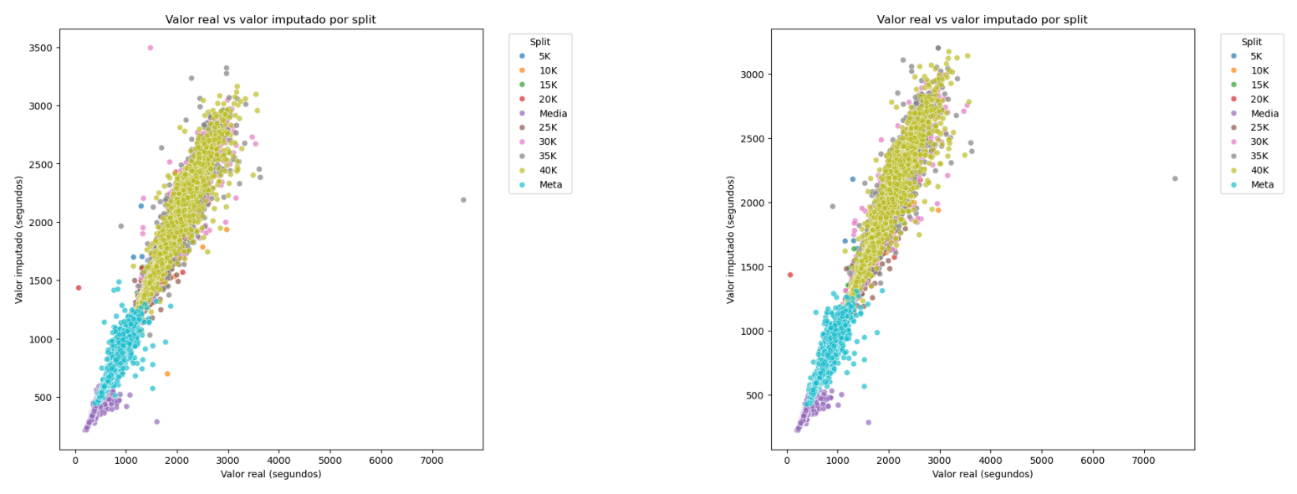 Valor real vs valor imputado por split
Valor imputado (segundos)
3500
3000
2500
2000
1500
1000
500
0 1000 2000 3000 4000 5000 6000 7000
Valor real (segundos)
Split
5K
10K
15K
20K
Media
25K
30K
35K
40K
Meta
Valor real vs valor imputado por split
Valor imputado (segundos)
3000
2500
2000
1500
1000
500
0 1000 2000 3000 4000 5000 6000 7000
Valor real (segundos)
Split
5K
10K
15K
20K
Media
25K
30K
35K
40K
Meta